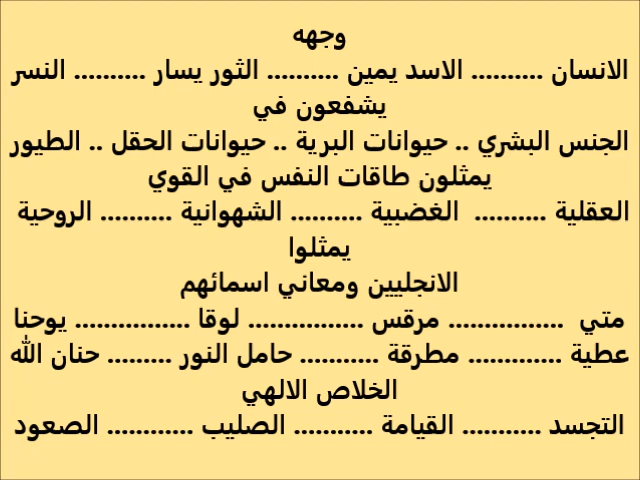 وجهه
الانسان .......... الاسد يمين .......... الثور يسار .......... النسر
يشفعون في
الجنس البشري .. حيوانات البرية .. حيوانات الحقل .. الطيور
يمثلون طاقات النفس في القوي
العقلية .......... الغضبية .......... الشهوانية .......... الروحية
يمثلوا
الانجليين ومعاني اسمائهم
متي ................ مرقس ................ لوقا ................ يوحنا
عطية ............. مطرقة ........... حامل النور ......... حنان الله
الخلاص الالهي
التجسد ........... القيامة ........... الصليب ............ الصعود